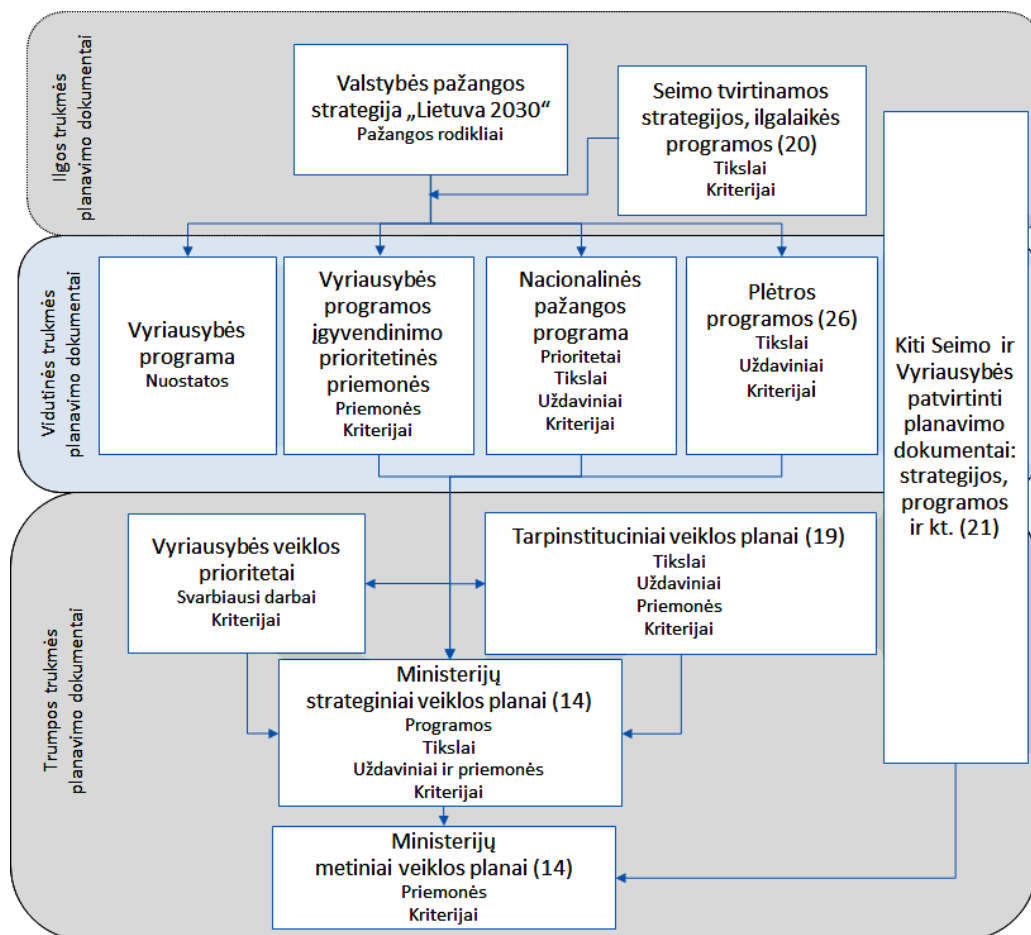 Ilgos trukmės
planavimo dokumentai
Valstybės pažangos
strategija „Lietuva 2030“
Pažangos rodikliai
Seimo tvirtinamos
strategijos, ilgalaikės
programos (20)
Tikslai
Kriterijai
Vidutinės trukmės
planavimo dokumentai
Vyriausybės
programa
Nuostatos
Vyriausybės
programos
įgyvendinimo
prioritetinės
priemonės
Priemonės
Kriterijai
Nacionalinės
pažangos
programa
Prioritetai
Tikslai
Uždaviniai
Kriterijai
Plėtros
programos (26)
Tikslai
Uždaviniai
Kriterijai
Kiti Seimo ir
Vyriausybės
patvirtinti
planavimo
dokumentai:
strategijos,
programos
ir kt. (21)
Trumpos trukmės
planavimo dokumentai
Vyriausybės veiklos
prioritetai
Svarbiausi darbai
Kriterijai
Tarpinstituciniai veiklos planai (19)
Tikslai
Uždaviniai
Priemonės
Kriterijai
Ministerijų
strateginiai veiklos planai (14)
Programos
Tikslai
Uždaviniai ir priemonės
Kriterijai
Ministerijų
metiniai veiklos planai (14)
Priemonės
Kriterijai